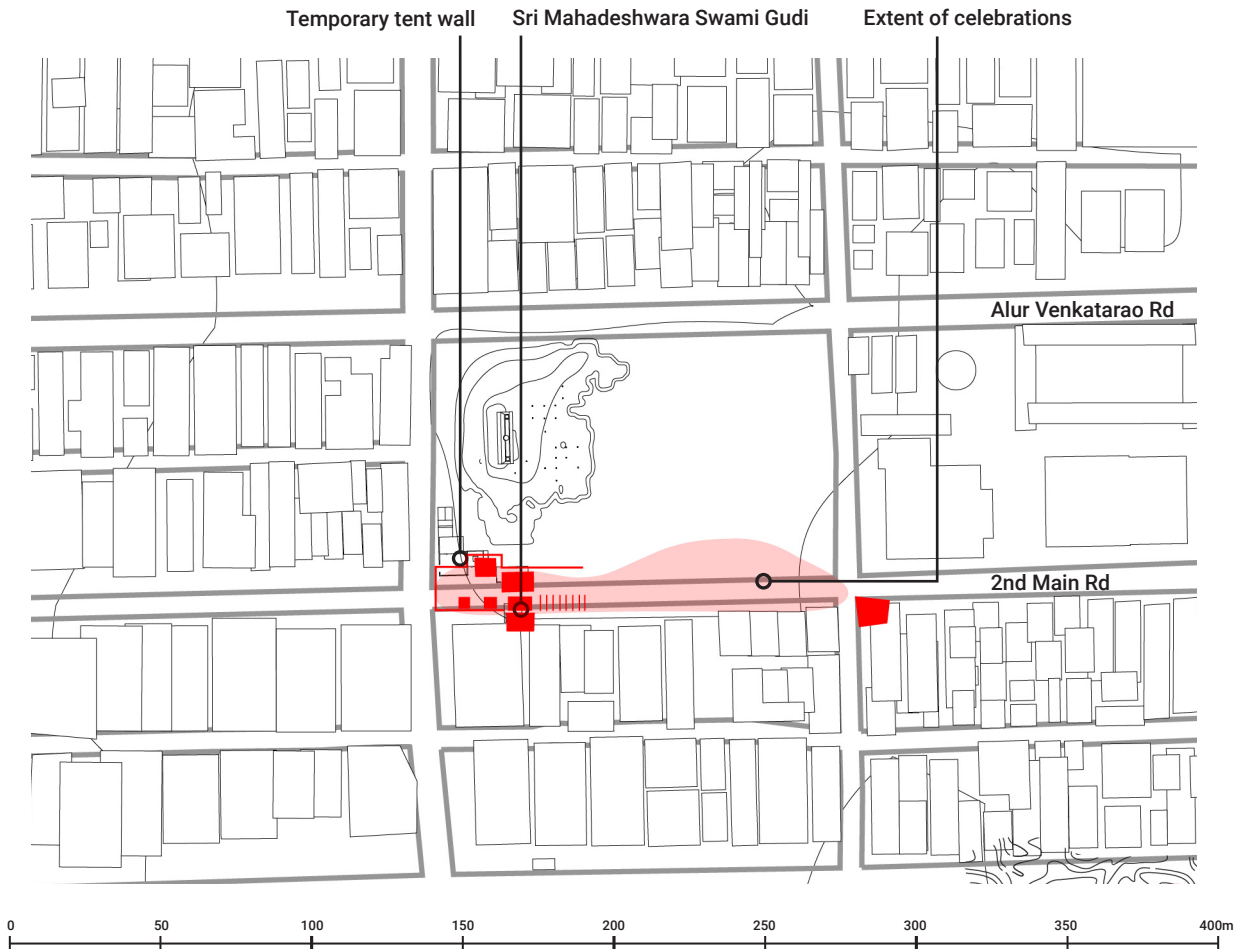 Temporary tent wall
Sri Mahadeshwara Swami Gudi
Extent of celebrations
Alur Venkatarao Rd
2nd Main Rd
0 50 100 150 200 250 300 350 400m